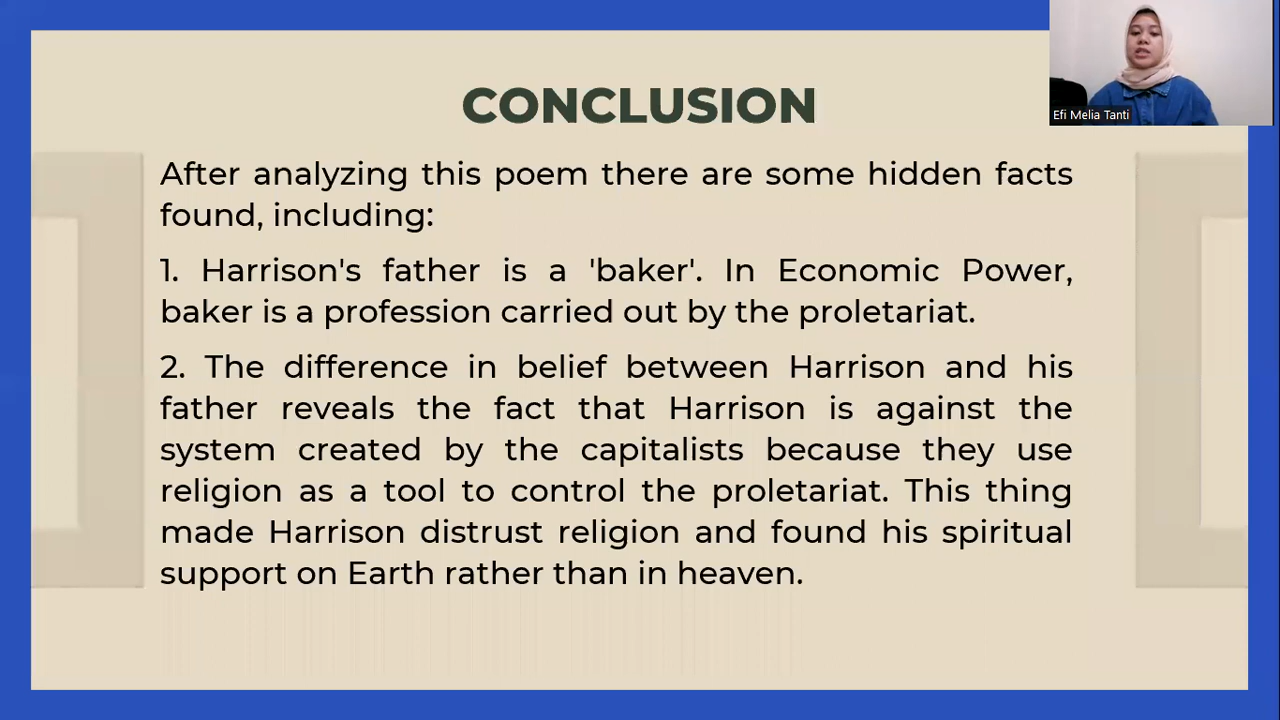 CONCLUSION
Efi Melia Tanti
After analyzing this poem there are some hidden facts
found, including:
1. Harrison's father is a 'baker'. In Economic Power,
baker is a profession carried out by the proletariat.
2. The difference in belief between Harrison and his
father reveals the fact that Harrison is against the
system created by the capitalists because they use
religion as a tool to control the proletariat. This thing
made Harrison distrust religion and found his spiritual
support on Earth rather than in heaven.